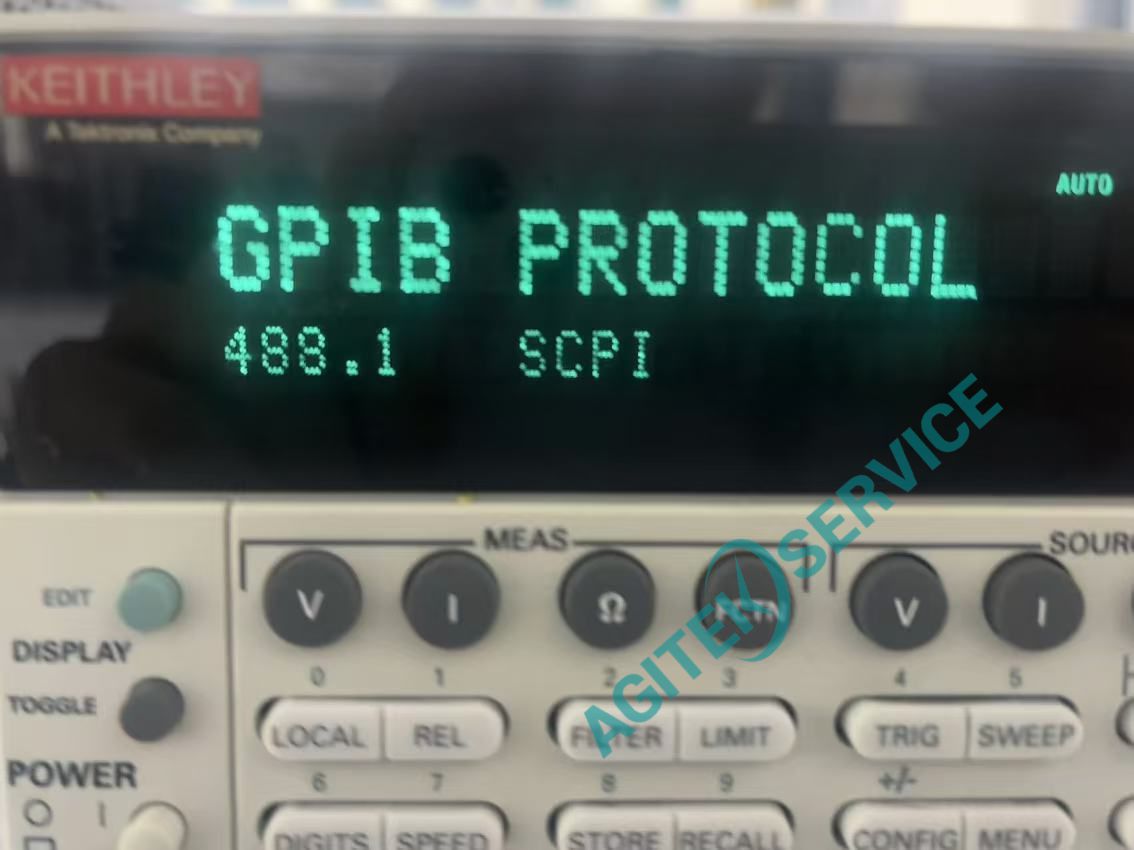 KEITHLEY
A Tektronix Company
AUTO
GPIB PROTOCOL
488.1 SCPI
AGITEK SERVICE
MEAS
EDIT
V I Ω FCTN V I
DISPLAY
0 1 2 3 4 5
TOGGLE
LOCAL REL FILTER LIMIT TRIG SWEEP
POWER
6 7 8 9 +/-
DIGITS SPEED STORE RECALL CONFIG MENU